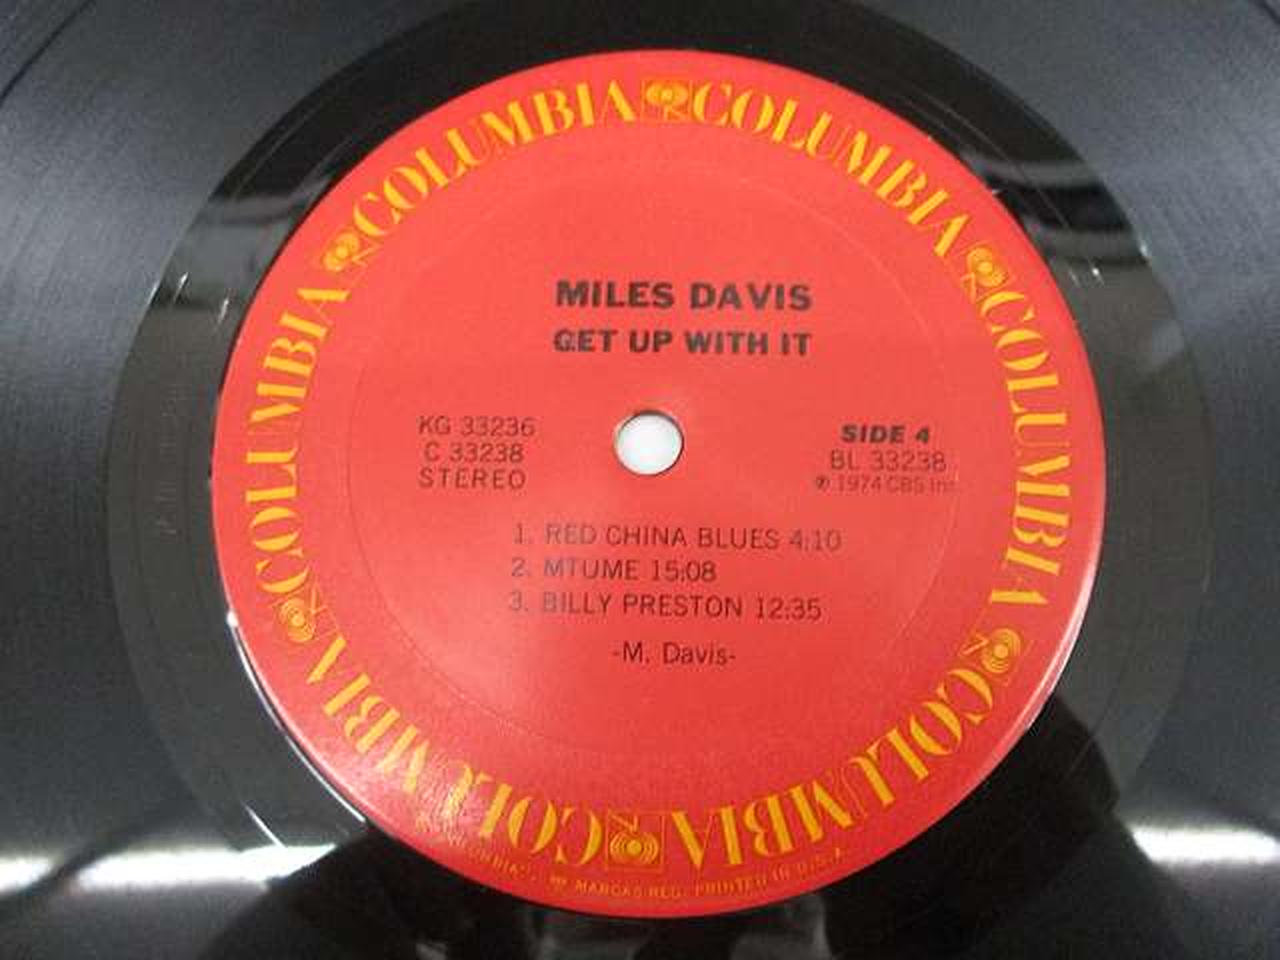 COLUMBIA COLUMBIA COLUMBIA COLUMBIA COLUMBIA COLUMBIA
MILES DAVIS
GET UP WITH IT
KG 33236
C 33238
STEREO
SIDE 4
BL 33238
℗ 1974 CBS Inc.
1. RED CHINA BLUES 4:10
2. MTUME 15:08
3. BILLY PRESTON 12:35
-M. Davis-
MARCAS REG. PRINTED IN U.S.A.